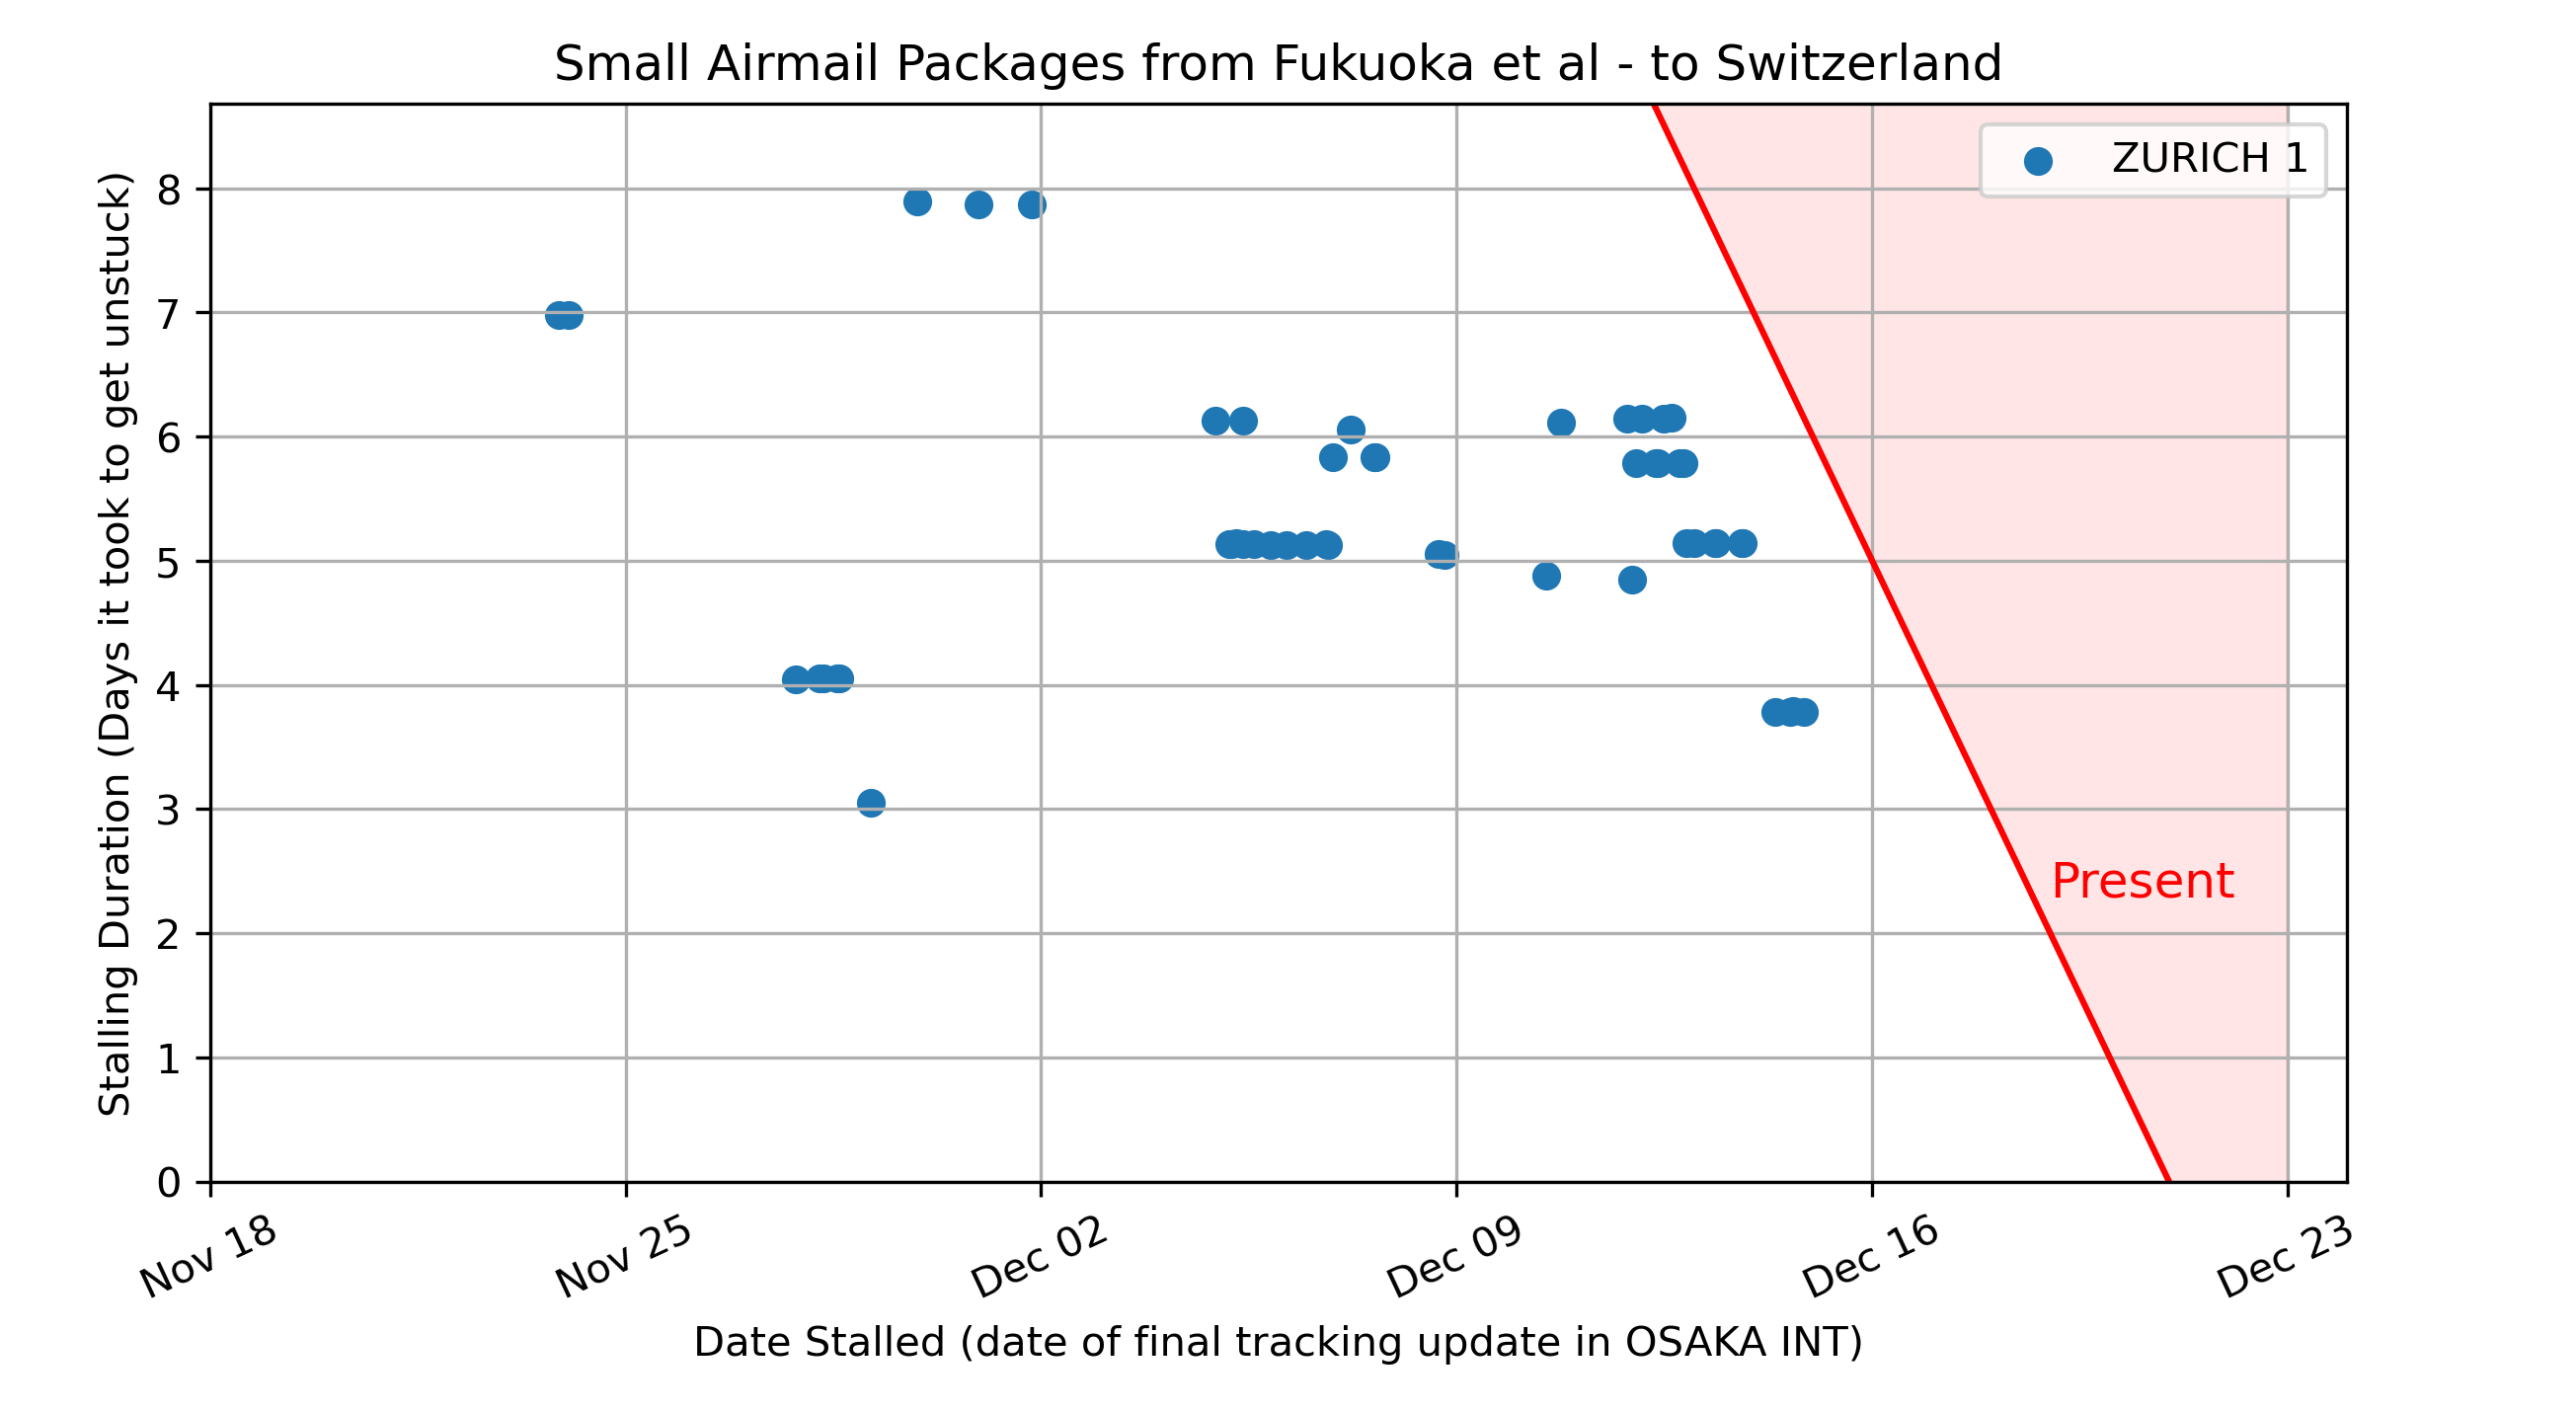 Small Airmail Packages from Fukuoka et al - to Switzerland
ZURICH 1
Stalling Duration (Days it took to get unstuck)
8
7
6
5
4
3
2
1
0
Present
Nov 18
Nov 25
Dec 02
Dec 09
Dec 16
Dec 23
Date Stalled (date of final tracking update in OSAKA INT)